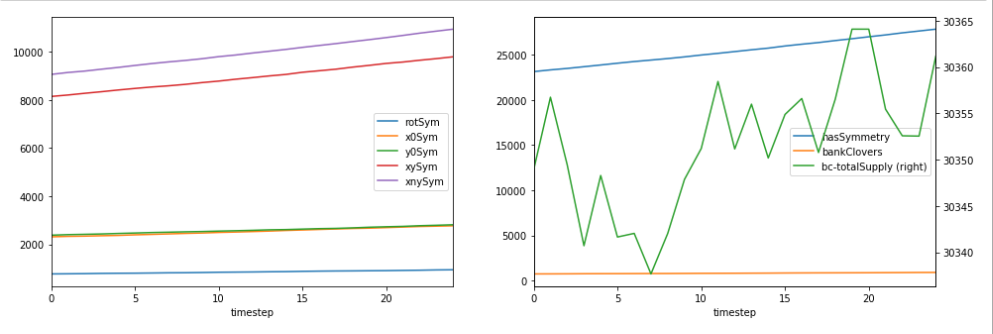 10000
8000
6000
4000
2000
0
5
10
15
20
timestep
rotSym
x0Sym
y0Sym
xySym
xnySym
25000
20000
15000
10000
5000
0
0
5
10
15
20
timestep
hasSymmetry
bankClovers
bc-totalSupply (right)
30365
30360
30355
30350
30345
30340